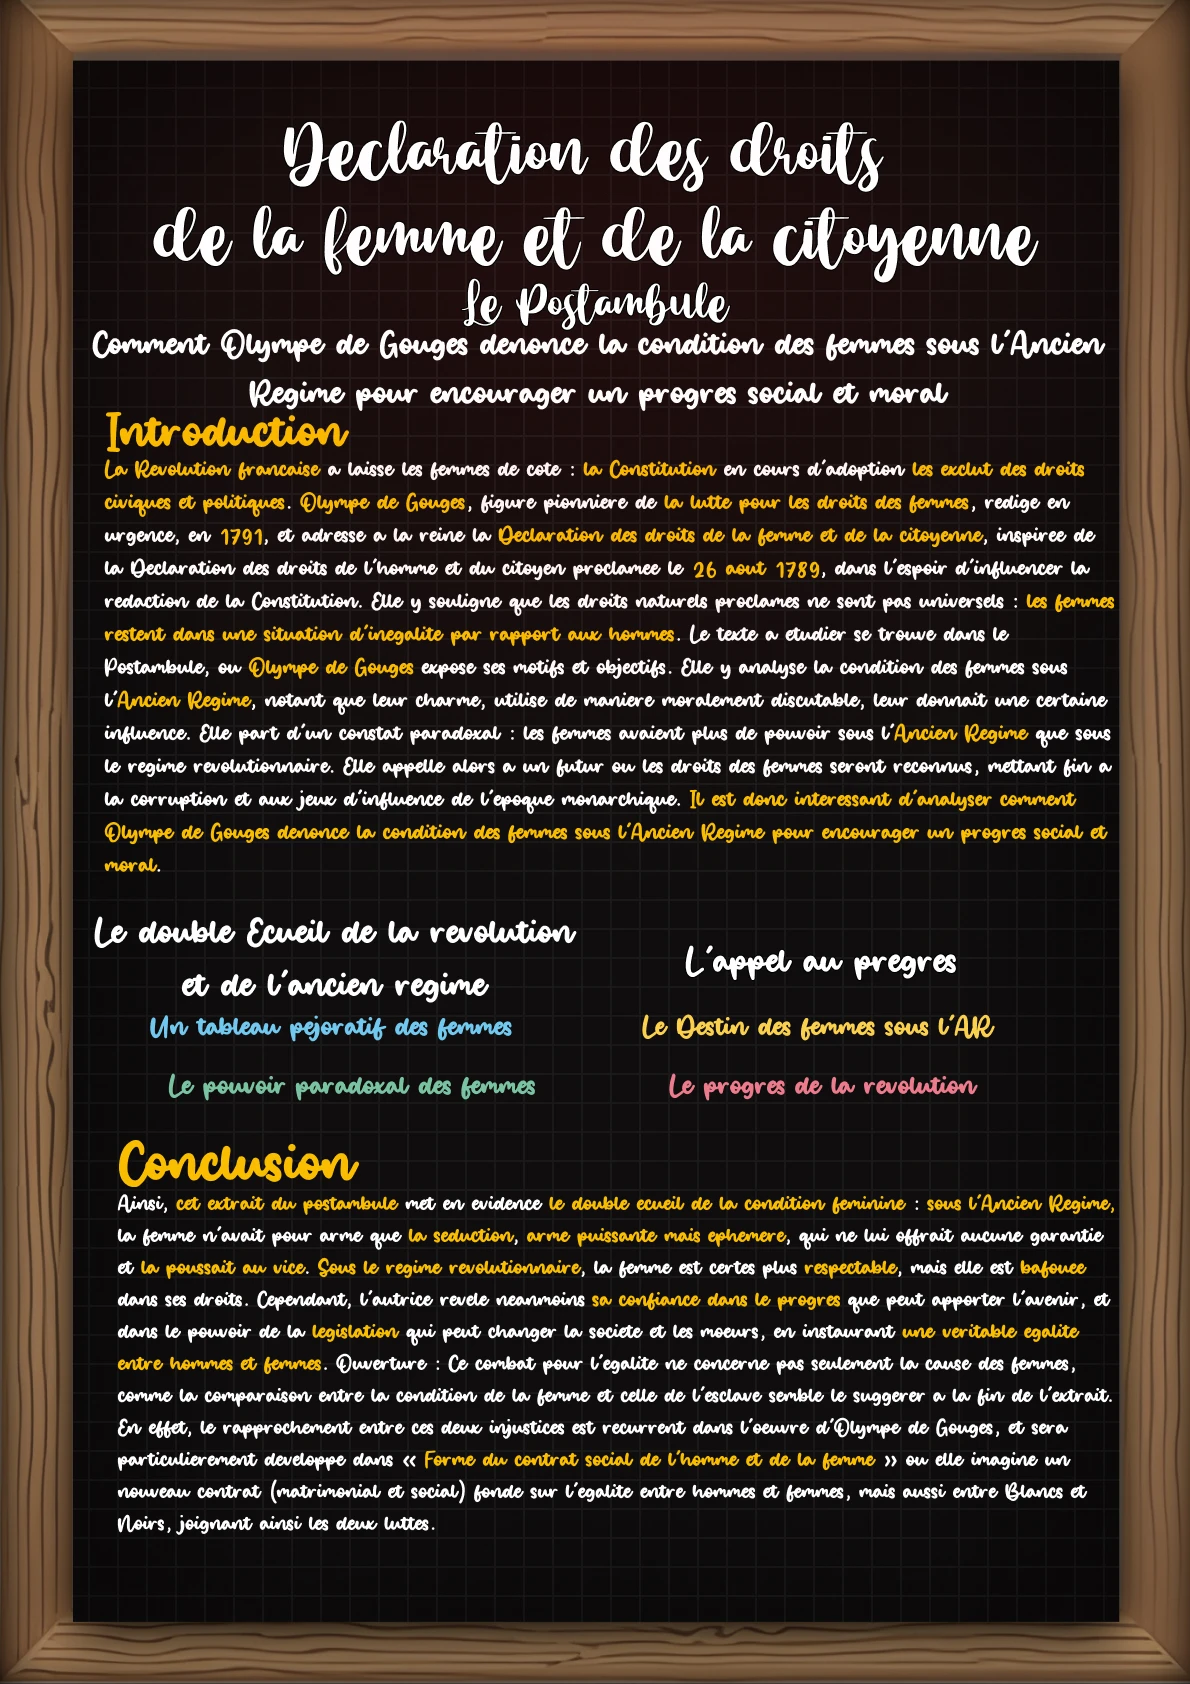 Declaration des droits
de la femme et de la citoyenne
Le Postambule
Comment Olympe de Gouges denonce la condition des femmes sous l'Ancien
Regime pour encourager un progres social et moral
Introduction
La Revolution francaise a laisse les femmes de cote : la Constitution en cours d'adoption les exclut des droits
civiques et politiques. Olympe de Gouges, figure pionniere de la lutte pour les droits des femmes, redige en
urgence, en 1791, et adresse a la reine la Declaration des droits de la femme et de la citoyenne, inspiree de
la Declaration des droits de l'homme et du citoyen proclamee le 26 aout 1789, dans l'espoir d'influencer la
redaction de la Constitution. Elle y souligne que les droits naturels proclames ne sont pas universels : les femmes
restent dans une situation d'inegalite par rapport aux hommes. Le texte a etudier se trouve dans le
Postambule, ou Olympe de Gouges expose ses motifs et objectifs. Elle y analyse la condition des femmes sous
l'Ancien Regime, notant que leur charme, utilise de maniere moralement discutable, leur donnait une certaine
influence. Elle part d'un constat paradoxal : les femmes avaient plus de pouvoir sous l'Ancien Regime que sous
le regime revolutionnaire. Elle appelle alors a un futur ou les droits des femmes seront reconnus, mettant fin a
la corruption et aux jeux d'influence de l'epoque monarchique. Il est donc interessant d'analyser comment
Olympe de Gouges denonce la condition des femmes sous l'Ancien Regime pour encourager un progres social et
moral.
Le double Ecueil de la revolution
et de l'ancien regime
Un tableau pejoratif des femmes
Le pouvoir paradoxal des femmes
L'appel au pregres
Le Destin des femmes sous l'AR
Le progres de la revolution
Conclusion
Ainsi, cet extrait du postambule met en evidence le double ecueil de la condition feminine : sous l'Ancien Regime,
la femme n'avait pour arme que la seduction, arme puissante mais ephemere, qui ne lui offrait aucune garantie
et la poussait au vice. Sous le regime revolutionnaire, la femme est certes plus respectable, mais elle est bafouee
dans ses droits. Cependant, l'autrice revele neanmoins sa confiance dans le progres que peut apporter l'avenir, et
dans le pouvoir de la legislation qui peut changer la societe et les moeurs, en instaurant une veritable egalite
entre hommes et femmes. Ouverture : Ce combat pour l'egalite ne concerne pas seulement la cause des femmes,
comme la comparaison entre la condition de la femme et celle de l'esclave semble le suggerer a la fin de l'extrait.
En effet, le rapprochement entre ces deux injustices est recurrent dans l'oeuvre d'Olympe de Gouges, et sera
particulierement developpe dans « Forme du contrat social de l'homme et de la femme » ou elle imagine un
nouveau contrat (matrimonial et social) fonde sur l'egalite entre hommes et femmes, mais aussi entre Blancs et
Noirs, joignant ainsi les deux luttes.